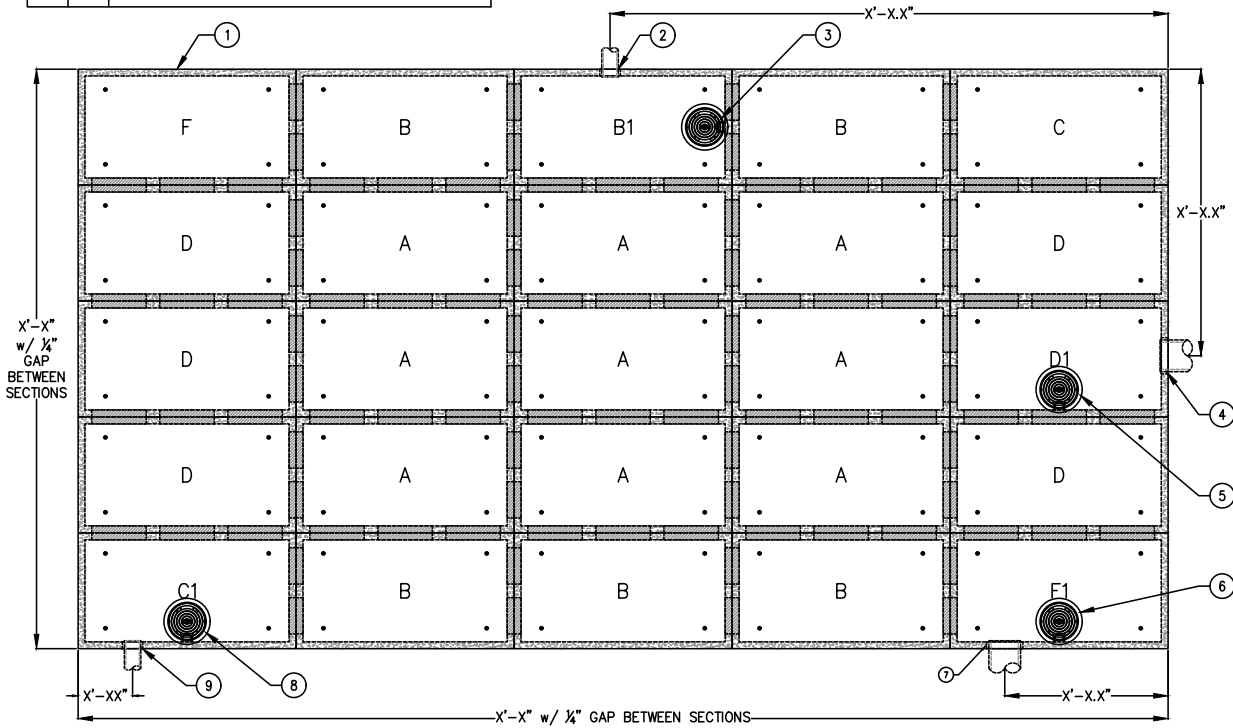 X'-X.X"
1
2
3
F
B
B1
B
C
X'-X.X"
D
A
A
A
D
X'-X"
w/ ¼"
GAP
BETWEEN
SECTIONS
D
A
A
A
D1
4
D
A
A
A
D
5
C1
B
B
B
F1
6
7
X'-XX"
9
8
X'-X.X"
X'-X" w/ ¼" GAP BETWEEN SECTIONS